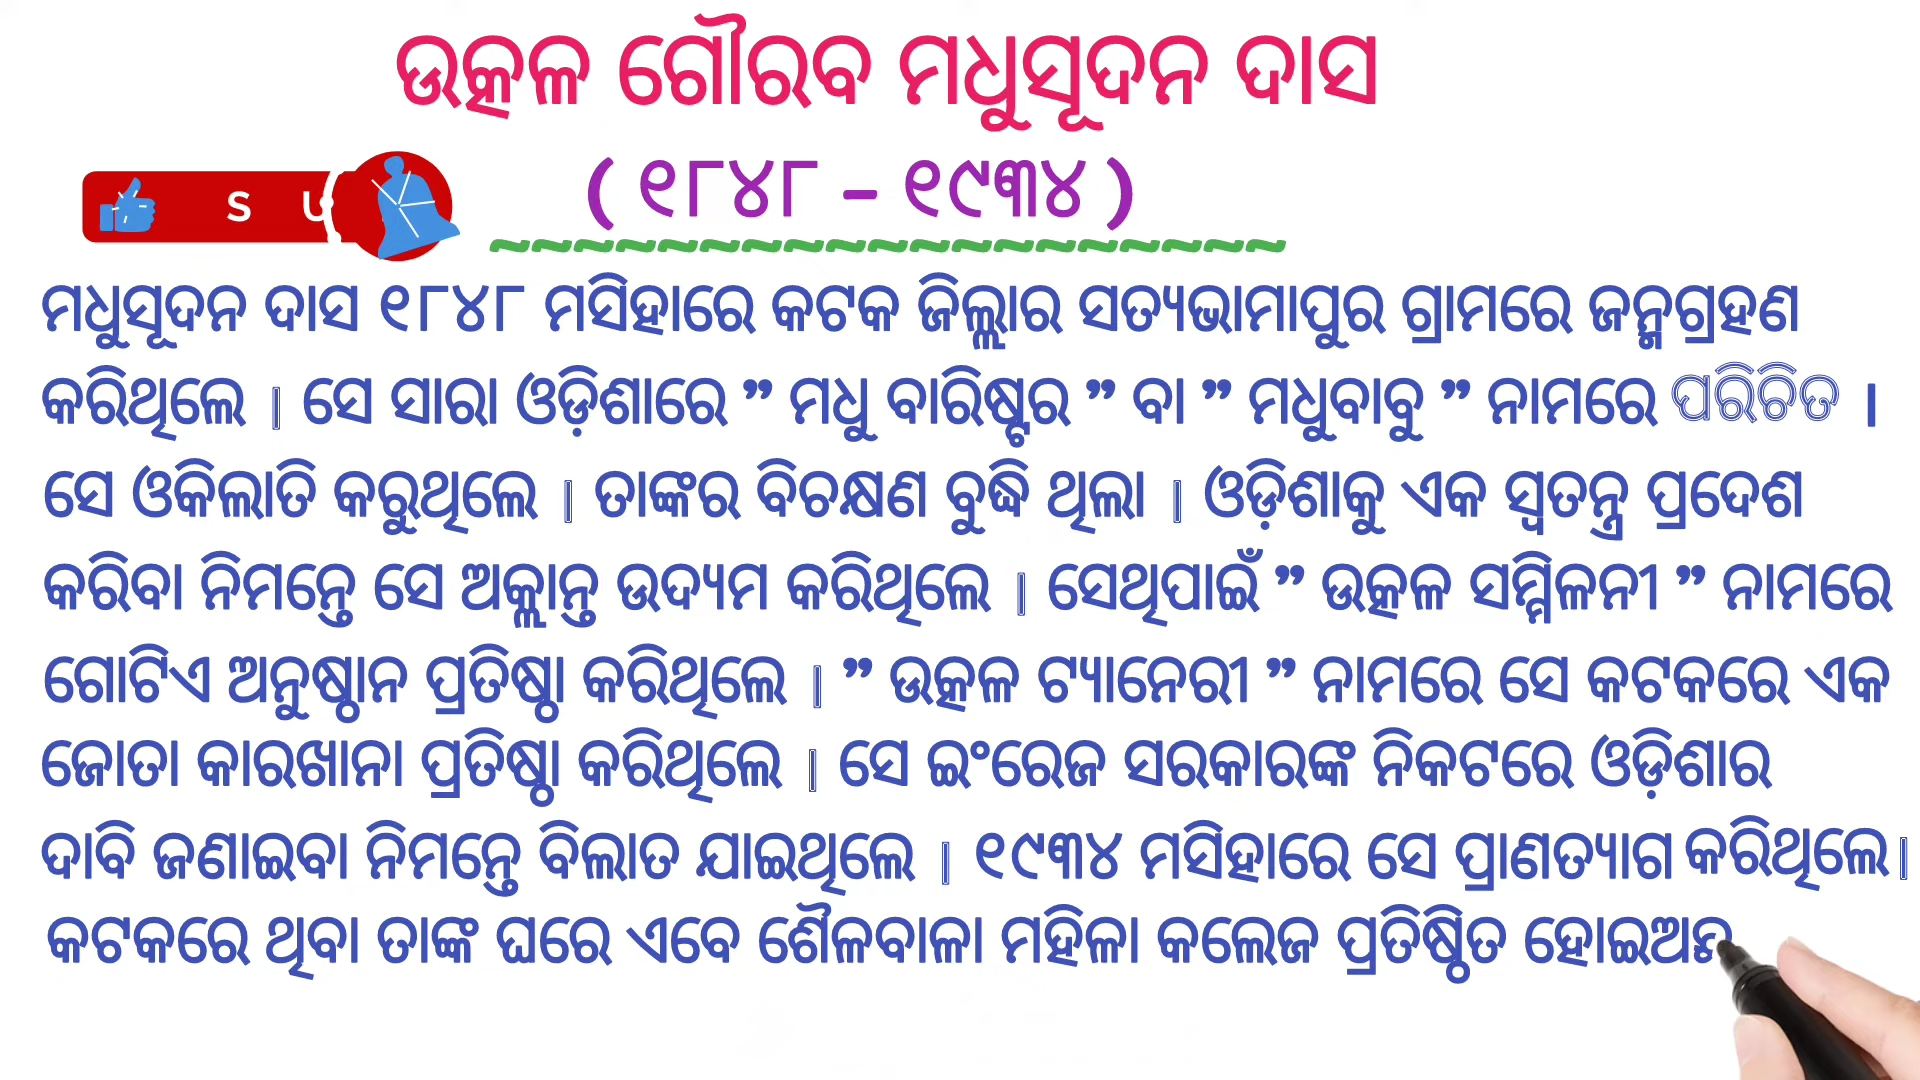 ଉତ୍କଳ ଗୌରବ ମଧୁସୂଦନ ଦାସ
( ୧୮୪୮ – ୧୯୩୪ )
S U
ମଧୁସୂଦନ ଦାସ ୧୮୪୮ ମସିହାରେ କଟକ ଜିଲ୍ଲାର ସତ୍ୟଭାମାପୁର ଗ୍ରାମରେ ଜନ୍ମଗ୍ରହଣ
କରିଥିଲେ । ସେ ସାରା ଓଡ଼ିଶାରେ ” ମଧୁ ବାରିଷ୍ଟର ” ବା ” ମଧୁବାବୁ ” ନାମରେ ପରିଚିତ ।
ସେ ଓକିଲାତି କରୁଥିଲେ । ତାଙ୍କର ବିଚକ୍ଷଣ ବୁଦ୍ଧି ଥିଲା । ଓଡ଼ିଶାକୁ ଏକ ସ୍ୱତନ୍ତ୍ର ପ୍ରଦେଶ
କରିବା ନିମନ୍ତେ ସେ ଅକ୍ଲାନ୍ତ ଉଦ୍ୟମ କରିଥିଲେ । ସେଥିପାଇଁ ” ଉତ୍କଳ ସମ୍ମିଳନୀ ” ନାମରେ
ଗୋଟିଏ ଅନୁଷ୍ଠାନ ପ୍ରତିଷ୍ଠା କରିଥିଲେ । ” ଉତ୍କଳ ଟ୍ୟାନେରୀ ” ନାମରେ ସେ କଟକରେ ଏକ
ଜୋତା କାରଖାନା ପ୍ରତିଷ୍ଠା କରିଥିଲେ । ସେ ଇଂରେଜ ସରକାରଙ୍କ ନିକଟରେ ଓଡ଼ିଶାର
ଦାବି ଜଣାଇବା ନିମନ୍ତେ ବିଲାତ ଯାଇଥିଲେ । ୧୯୩୪ ମସିହାରେ ସେ ପ୍ରାଣତ୍ୟାଗ କରିଥିଲେ।
କଟକରେ ଥିବା ତାଙ୍କ ଘରେ ଏବେ ଶୈଳବାଳା ମହିଳା କଲେଜ ପ୍ରତିଷ୍ଠିତ